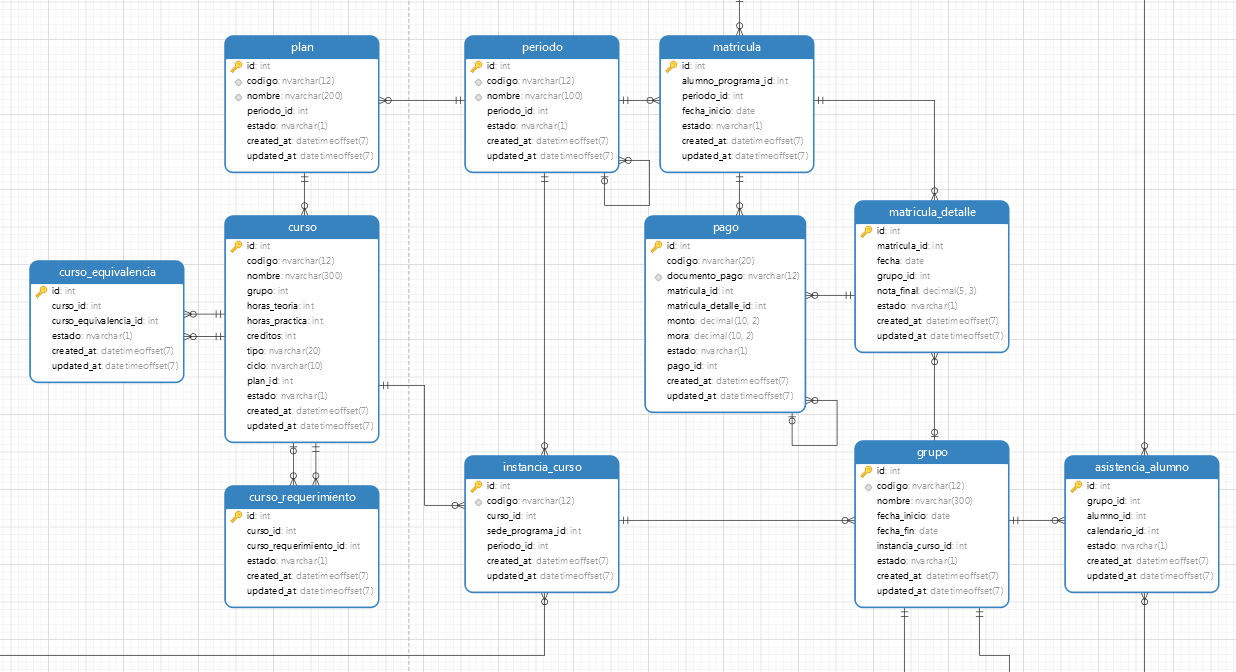 plan
id: int
codigo: nvarchar(12)
nombre: nvarchar(200)
periodo_id: int
estado: nvarchar(1)
created_at: datetimeoffset(7)
updated_at: datetimeoffset(7)
periodo
id: int
codigo: nvarchar(12)
nombre: nvarchar(100)
periodo_id: int
estado: nvarchar(1)
created_at: datetimeoffset(7)
updated_at: datetimeoffset(7)
matricula
id: int
alumno_programa_id: int
periodo_id: int
fecha_inicio: date
estado: nvarchar(1)
created_at: datetimeoffset(7)
updated_at: datetimeoffset(7)
matricula_detalle
id: int
matricula_id: int
fecha: date
grupo_id: int
nota_final: decimal(5, 3)
estado: nvarchar(1)
created_at: datetimeoffset(7)
updated_at: datetimeoffset(7)
curso
id: int
codigo: nvarchar(12)
nombre: nvarchar(300)
grupo: int
horas_teoria: int
horas_practica: int
creditos: int
tipo: nvarchar(20)
ciclo: nvarchar(10)
plan_id: int
estado: nvarchar(1)
created_at: datetimeoffset(7)
updated_at: datetimeoffset(7)
pago
id: int
codigo: nvarchar(20)
documento_pago: nvarchar(12)
matricula_id: int
matricula_detalle_id: int
monto: decimal(10, 2)
mora: decimal(10, 2)
estado: nvarchar(1)
pago_id: int
created_at: datetimeoffset(7)
updated_at: datetimeoffset(7)
curso_equivalencia
id: int
curso_id: int
curso_equivalencia_id: int
estado: nvarchar(1)
created_at: datetimeoffset(7)
updated_at: datetimeoffset(7)
curso_requerimiento
id: int
curso_id: int
curso_requerimiento_id: int
estado: nvarchar(1)
created_at: datetimeoffset(7)
updated_at: datetimeoffset(7)
instancia_curso
id: int
codigo: nvarchar(12)
curso_id: int
sede_programa_id: int
periodo_id: int
created_at: datetimeoffset(7)
updated_at: datetimeoffset(7)
grupo
id: int
codigo: nvarchar(12)
nombre: nvarchar(300)
fecha_inicio: date
fecha_fin: date
instancia_curso_id: int
estado: nvarchar(1)
created_at: datetimeoffset(7)
updated_at: datetimeoffset(7)
asistencia_alumno
id: int
grupo_id: int
alumno_id: int
calendario_id: int
estado: nvarchar(1)
created_at: datetimeoffset(7)
updated_at: datetimeoffset(7)